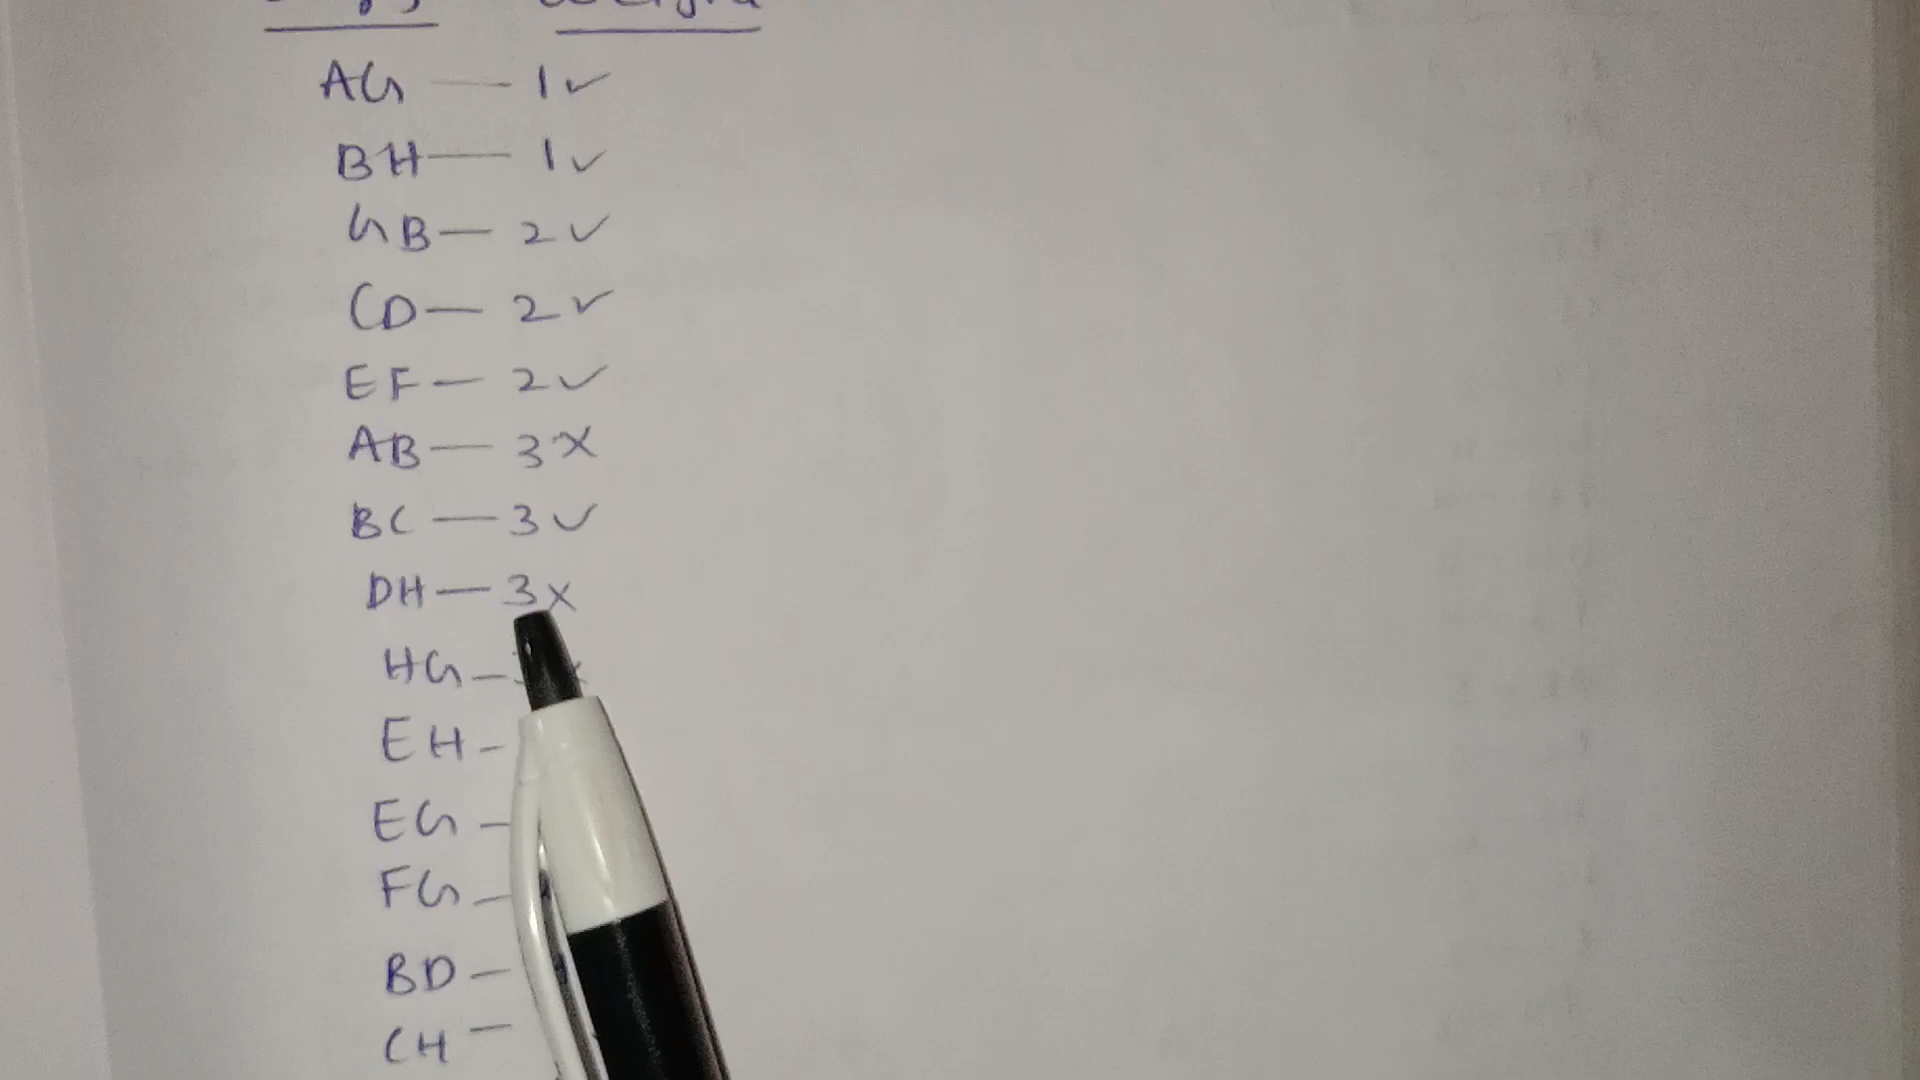 AG — 1 ✓
BH — 1 ✓
GB — 2 ✓
CD — 2 ✓
EF — 2 ✓
AB — 3 ×
BC — 3 ✓
DH — 3 ×
HG —
EH —
EG —
FG —
BD —
CH —